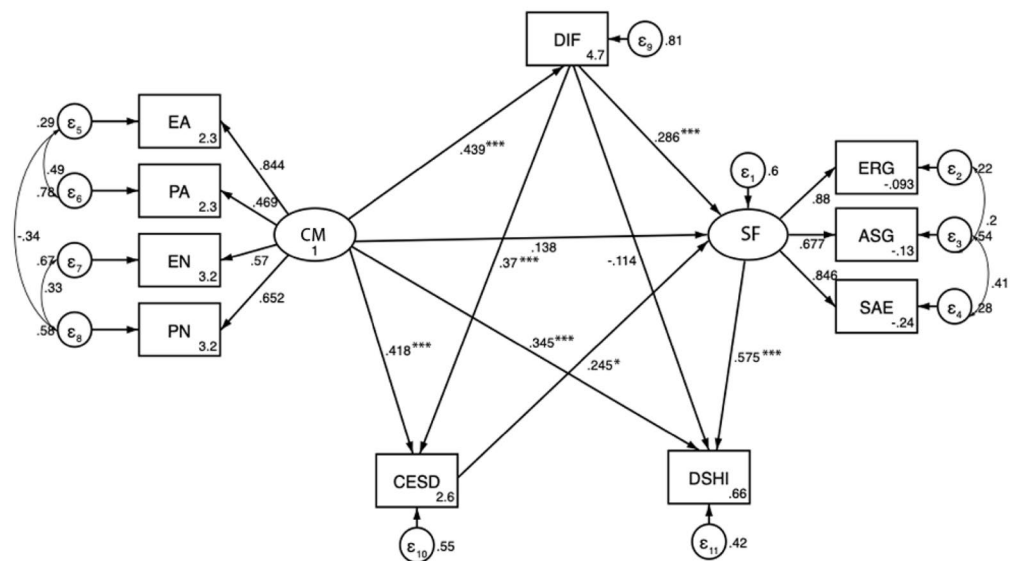 DIF
4.7
ε9
.81
.29
ε5
EA
2.3
.49
.844
.78
ε6
PA
2.3
.469
-.34
.67
ε7
EN
3.2
.57
.33
.58
ε8
PN
3.2
.652
CM
1
.439***
.286***
ε1
.6
.138
.37***
-.114
SF
.88
ERG
-.093
ε2
.22
.2
.677
ASG
-.13
ε3
.54
.41
.846
SAE
-.24
ε4
.28
.418***
.345***
.245*
.575***
CESD
2.6
ε10
.55
DSHI
.66
ε11
.42